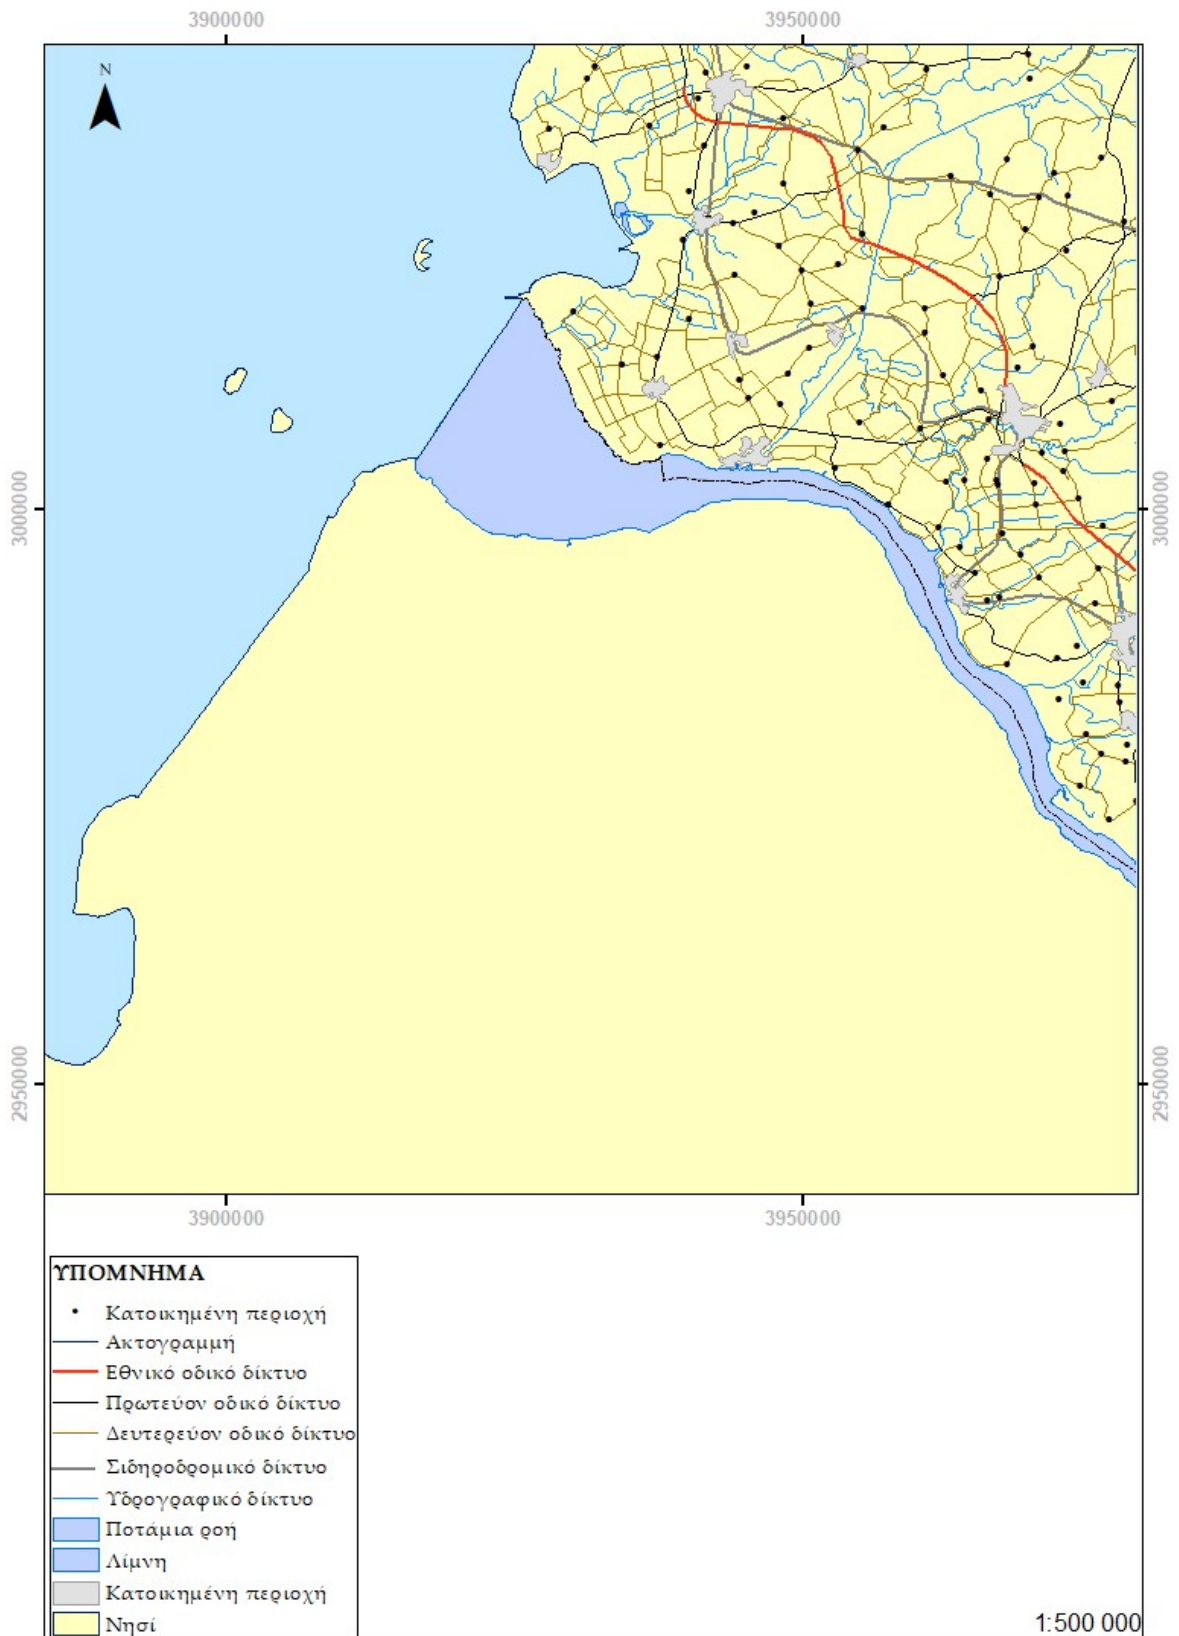 3900000 3950000
N
3000000 3000000
2950000 2950000
3900000 3950000
ΥΠΟΜΝΗΜΑ
Κατοικημένη περιοχή
Ακτογραμμή
Εθνικό οδικό δίκτυο
Πρωτεύον οδικό δίκτυο
Δευτερεύον οδικό δίκτυο
Σιδηροδρομικό δίκτυο
Υδρογραφικό δίκτυο
Ποτάμια ροή
Λίμνη
Κατοικημένη περιοχή
Νησί
1:500 000